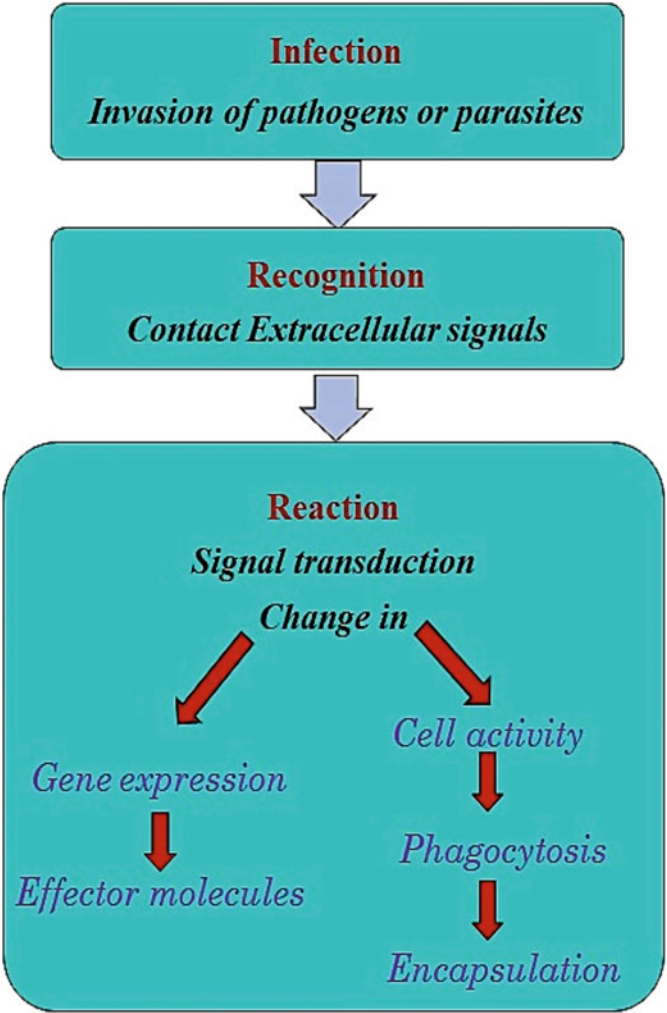 Infection
Invasion of pathogens or parasites
Recognition
Contact Extracellular signals
Reaction
Signal transduction
Change in
Gene expression
Effector molecules
Cell activity
Phagocytosis
Encapsulation